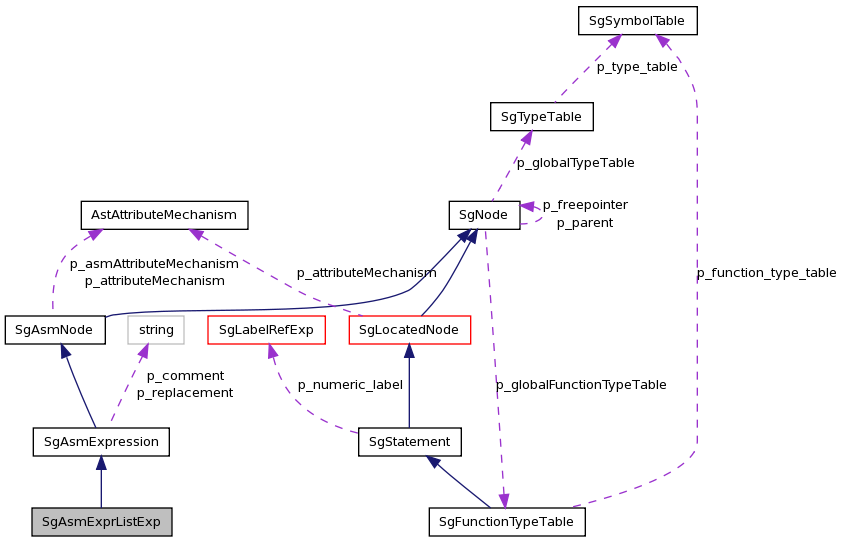 SgSymbolTable
p_type_table
SgTypeTable
p_globalTypeTable
AstAttributeMechanism
SgNode
p_freepointer
p_parent
p_asmAttributeMechanism
p_attributeMechanism
p_attributeMechanism
p_function_type_table
SgAsmNode
string
SgLabelRefExp
SgLocatedNode
p_comment
p_replacement
p_numeric_label
p_globalFunctionTypeTable
SgAsmExpression
SgStatement
SgAsmExprListExp
SgFunctionTypeTable